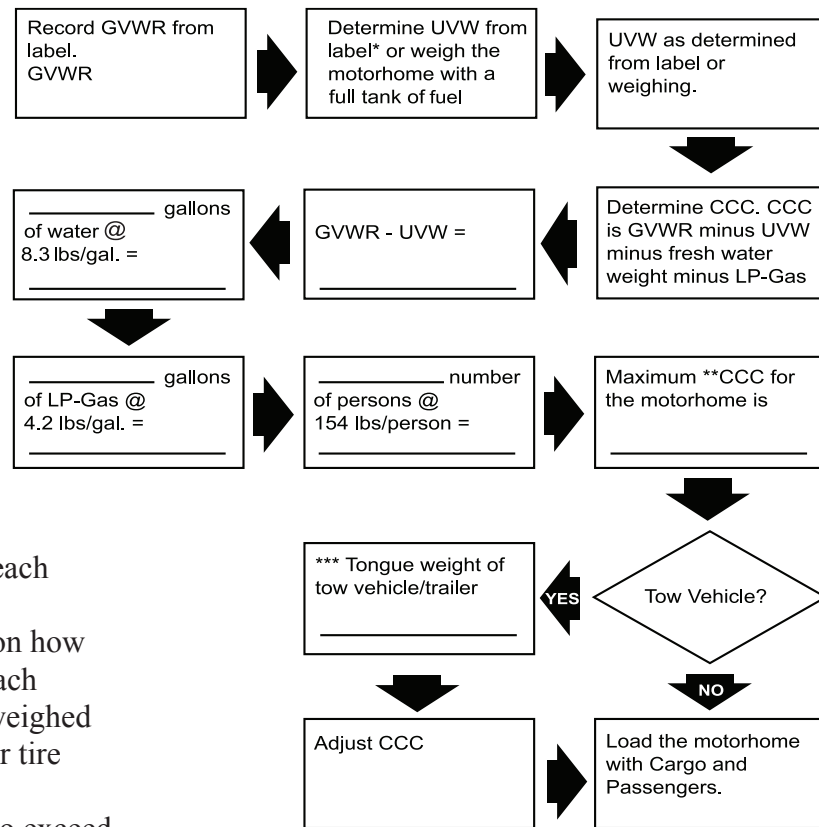 Record GVWR from
label.
GVWR
Determine UVW from
label* or weigh the
motorhome with a
full tank of fuel
UVW as determined
from label or
weighing.
Determine CCC. CCC
is GVWR minus UVW
minus fresh water
weight minus LP-Gas
GVWR - UVW =
gallons
of water @
8.3 lbs/gal. =
gallons
of LP-Gas @
4.2 lbs/gal. =
number
of persons @
154 lbs/person =
Maximum **CCC for
the motorhome is
Tow Vehicle?
YES
*** Tongue weight of
tow vehicle/trailer
Adjust CCC
NO
Load the motorhome
with Cargo and
Passengers.
each
on how
ach
weighed
r tire
o exceed